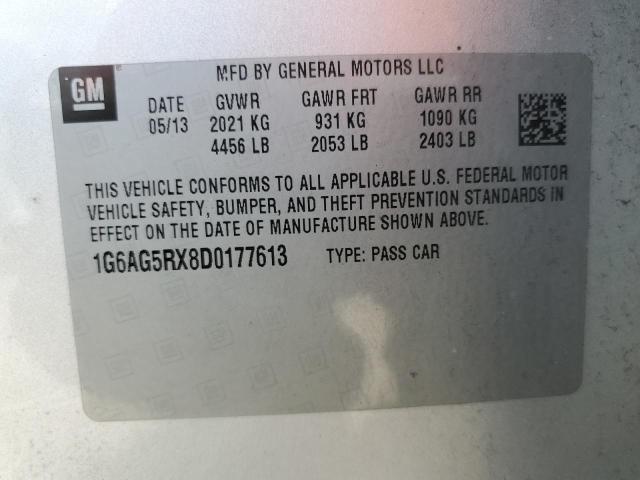 GM
MFD BY GENERAL MOTORS LLC
DATE GVWR GAWR FRT GAWR RR
05/13 2021 KG 931 KG 1090 KG
4456 LB 2053 LB 2403 LB
THIS VEHICLE CONFORMS TO ALL APPLICABLE U.S. FEDERAL MOTOR
VEHICLE SAFETY, BUMPER, AND THEFT PREVENTION STANDARDS IN
EFFECT ON THE DATE OF MANUFACTURE SHOWN ABOVE.
1G6AG5RX8D0177613 TYPE: PASS CAR